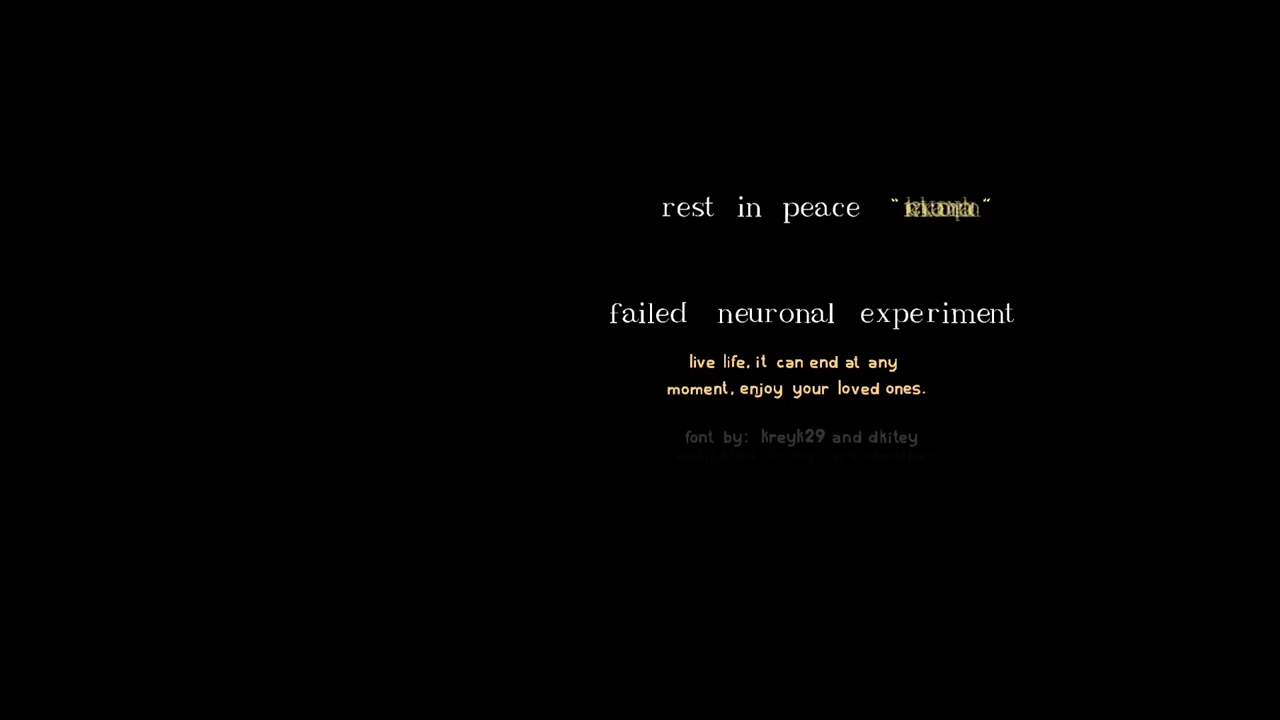 rest in peace " "
failed neuronal experiment
live life, it can end at any
moment, enjoy your loved ones.
font by: kreyk29 and dkitey